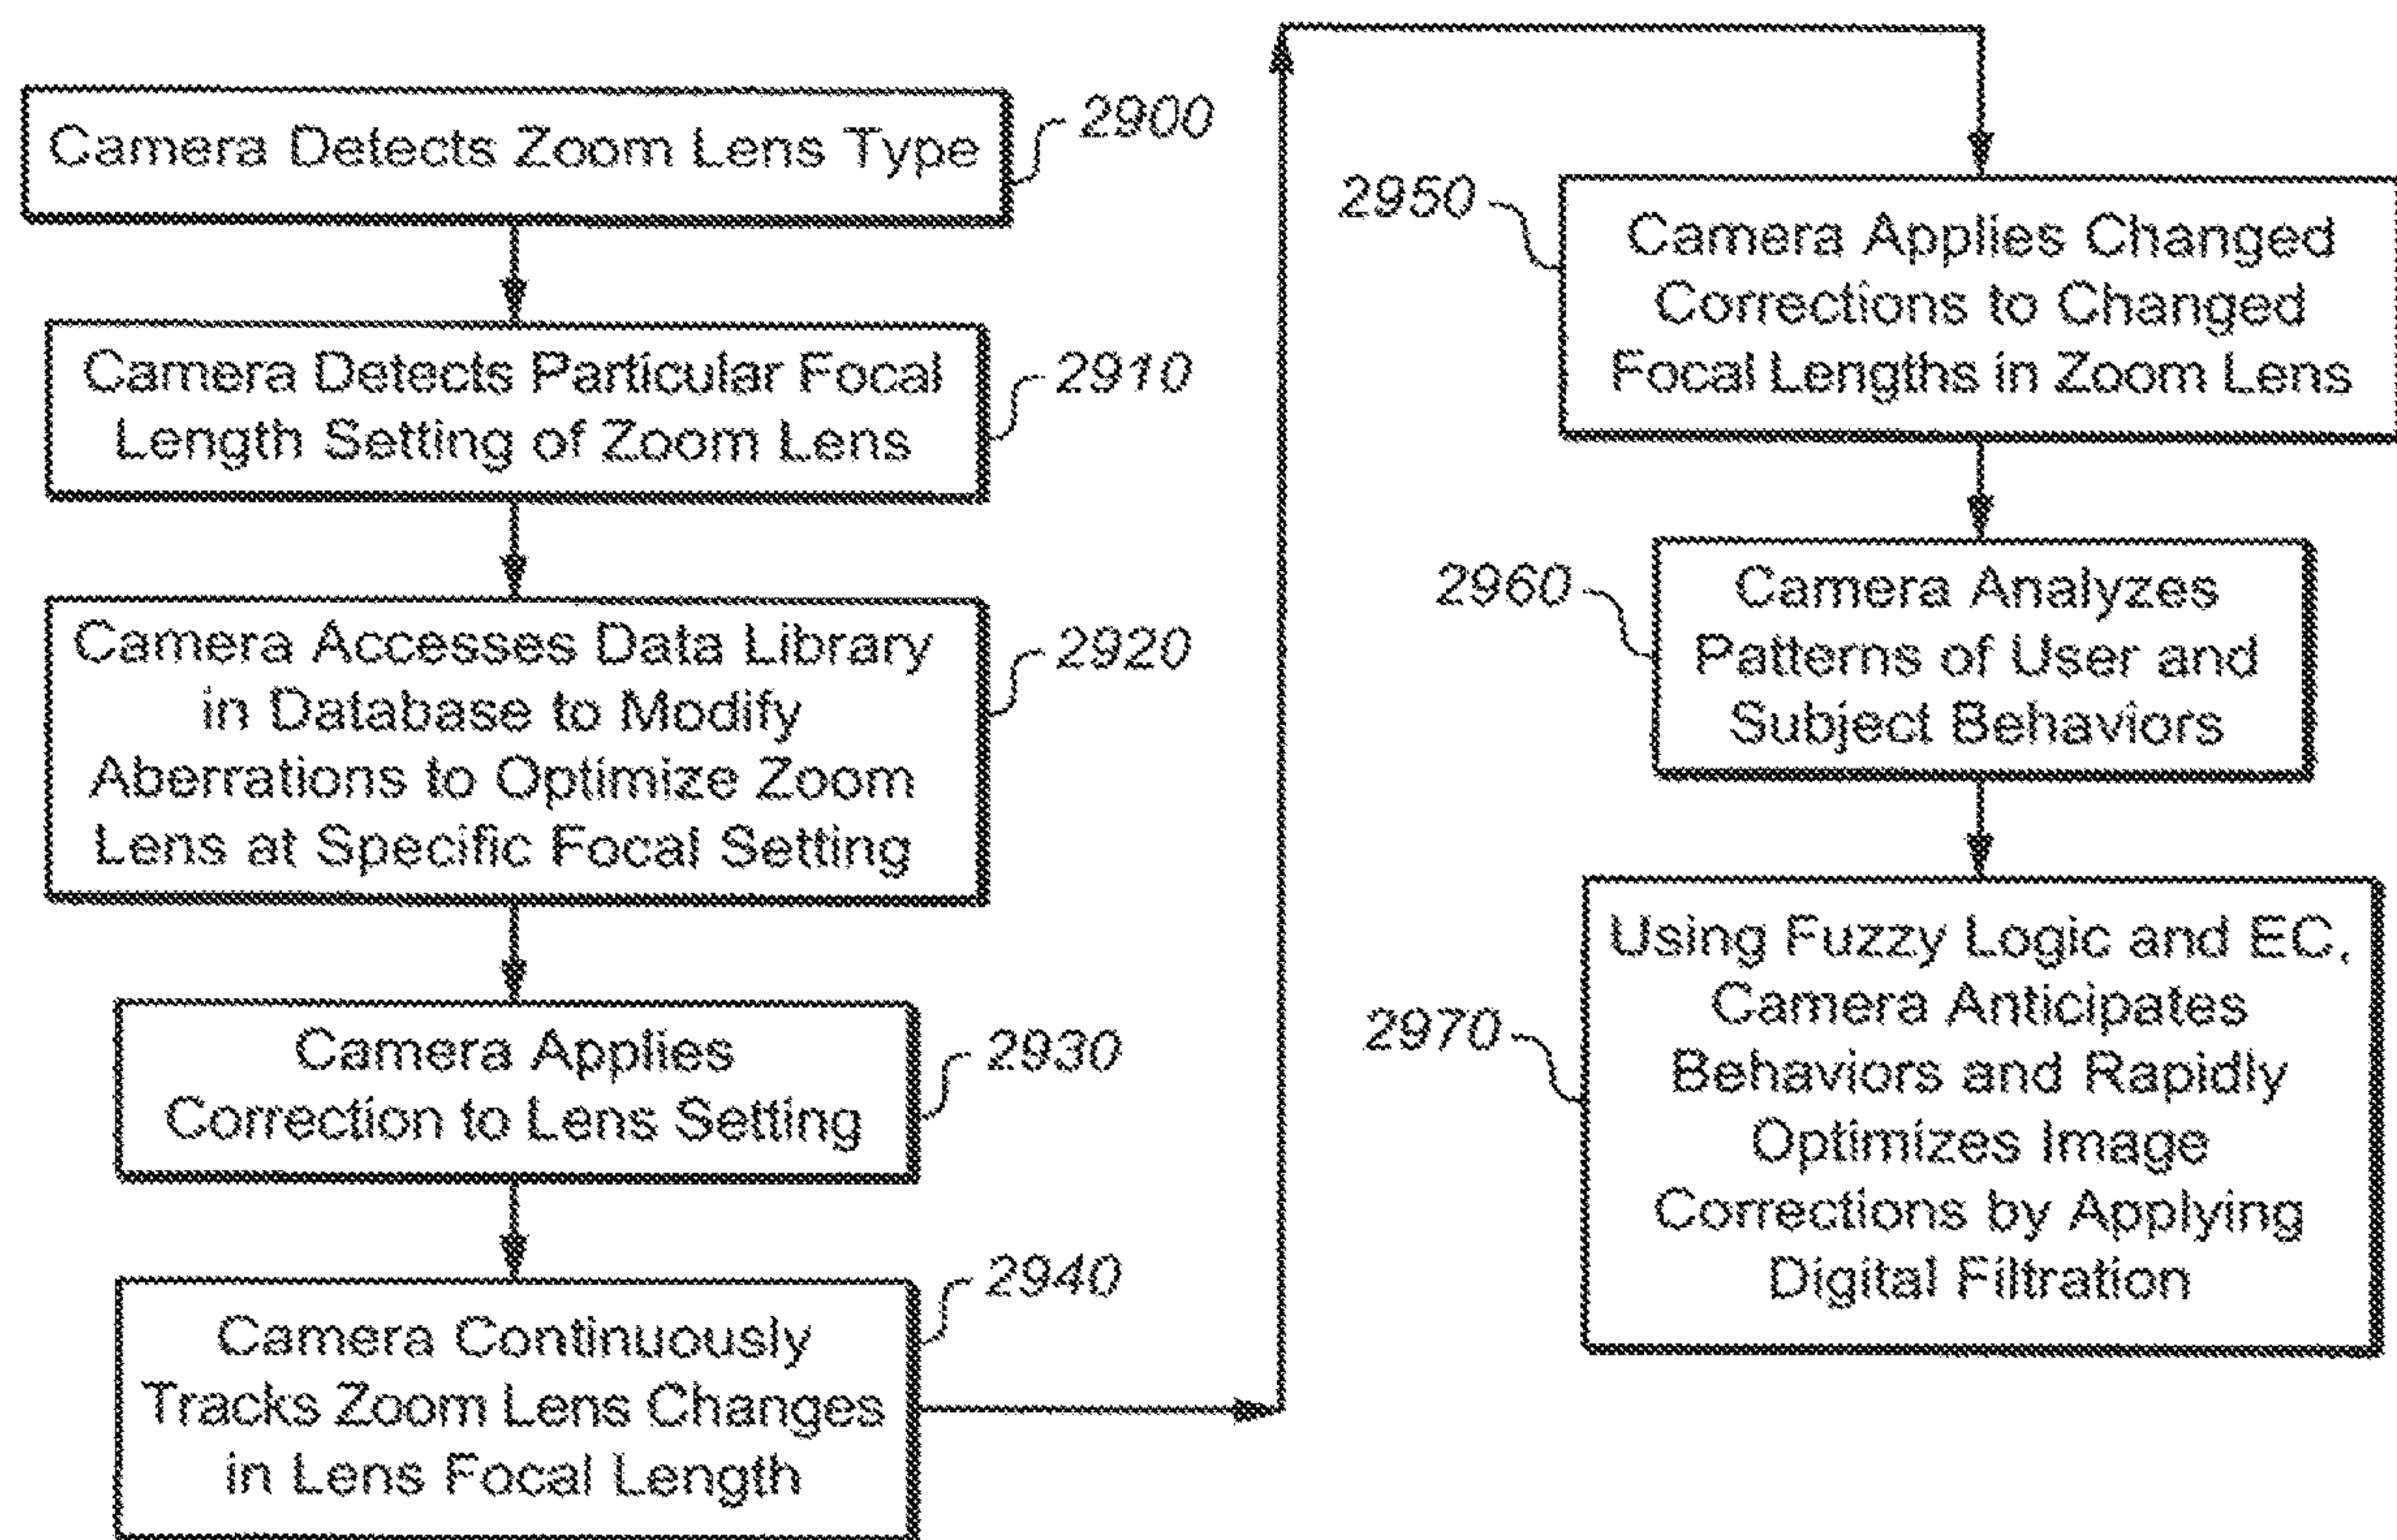 Camera Detects Zoom Lens Type
2900
Camera Detects Particular Focal
Length Setting of Zoom Lens
2910
Camera Accesses Data Library
in Database to Modify
Aberrations to Optimize Zoom
Lens at Specific Focal Setting
2920
Camera Applies
Correction to Lens Setting
2930
Camera Continuously
Tracks Zoom Lens Changes
in Lens Focal Length
2940
2950
Camera Applies Changed
Corrections to Changed
Focal Lengths in Zoom Lens
2960
Camera Analyzes
Patterns of User and
Subject Behaviors
2970
Using Fuzzy Logic and EC,
Camera Anticipates
Behaviors and Rapidly
Optimizes Image
Corrections by Applying
Digital Filtration